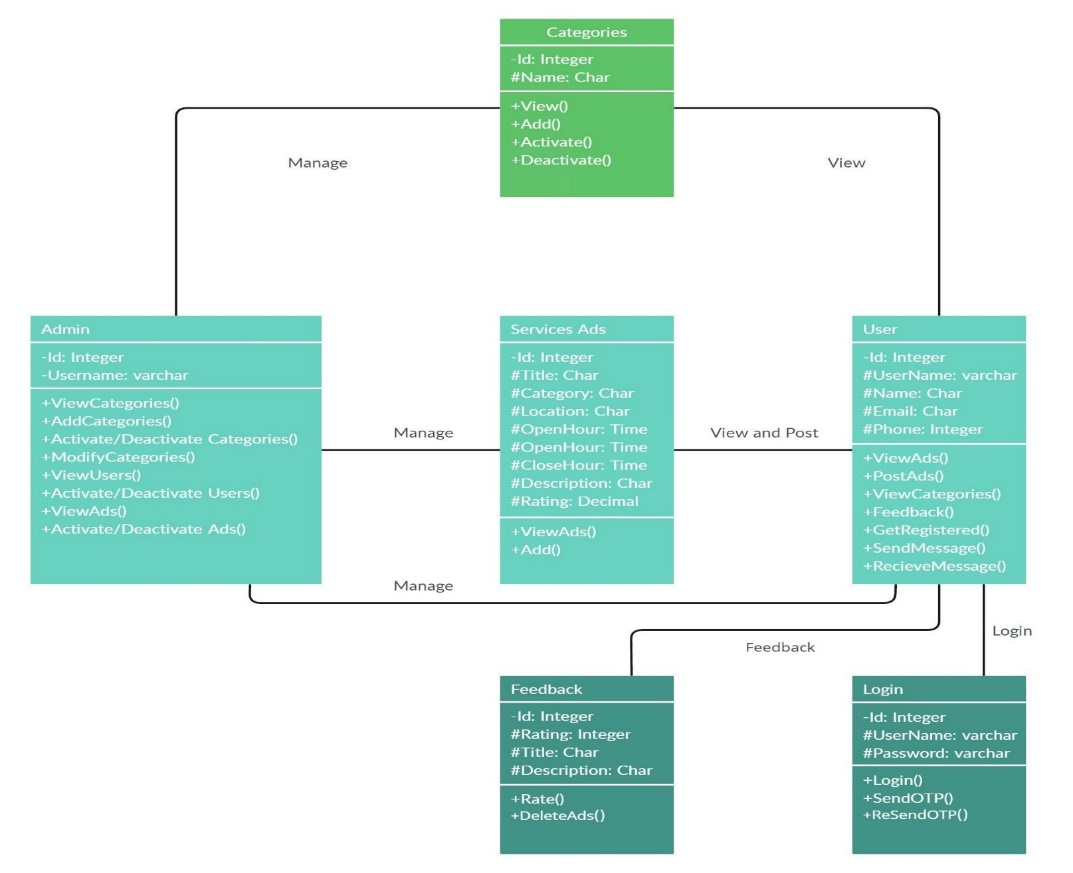 Categories
-Id: Integer
#Name: Char
+View()
+Add()
+Activate()
+Deactivate()
Manage
View
Admin
-Id: Integer
-Username: varchar
+ViewCategories()
+AddCategories()
+Activate/Deactivate Categories()
+ModifyCategories()
+ViewUsers()
+Activate/Deactivate Users()
+ViewAds()
+Activate/Deactivate Ads()
Manage
Services Ads
-Id: Integer
#Title: Char
#Category: Char
#Location: Char
#OpenHour: Time
#OpenHour: Time
#CloseHour: Time
#Description: Char
#Rating: Decimal
+ViewAds()
+Add()
View and Post
User
-Id: Integer
#UserName: varchar
#Name: Char
#Email: Char
#Phone: Integer
+ViewAds()
+PostAds()
+ViewCategories()
+Feedback()
+GetRegistered()
+SendMessage()
+RecieveMessage()
Manage
Feedback
Login
Feedback
-Id: Integer
#Rating: Integer
#Title: Char
#Description: Char
+Rate()
+DeleteAds()
Login
-Id: Integer
#UserName: varchar
#Password: varchar
+Login()
+SendOTP()
+ReSendOTP()